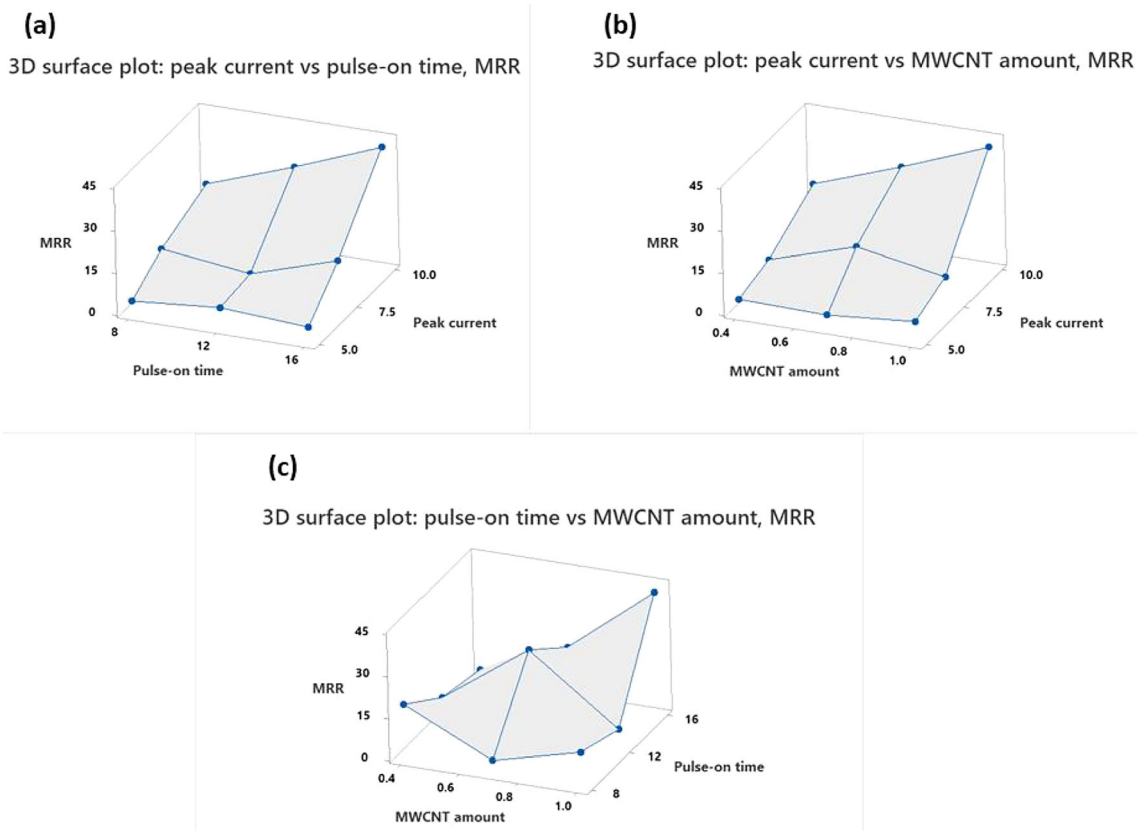 (a)
3D surface plot: peak current vs pulse-on time, MRR
45
30
MRR
15
0
8
12
16
Pulse-on time
10.0
7.5
Peak current
5.0
(b)
3D surface plot: peak current vs MWCNT amount, MRR
45
30
MRR
15
0
0.4
0.6
0.8
1.0
MWCNT amount
10.0
7.5
Peak current
5.0
(c)
3D surface plot: pulse-on time vs MWCNT amount, MRR
45
30
MRR
15
0
0.4
0.6
0.8
1.0
MWCNT amount
16
12
Pulse-on time
8